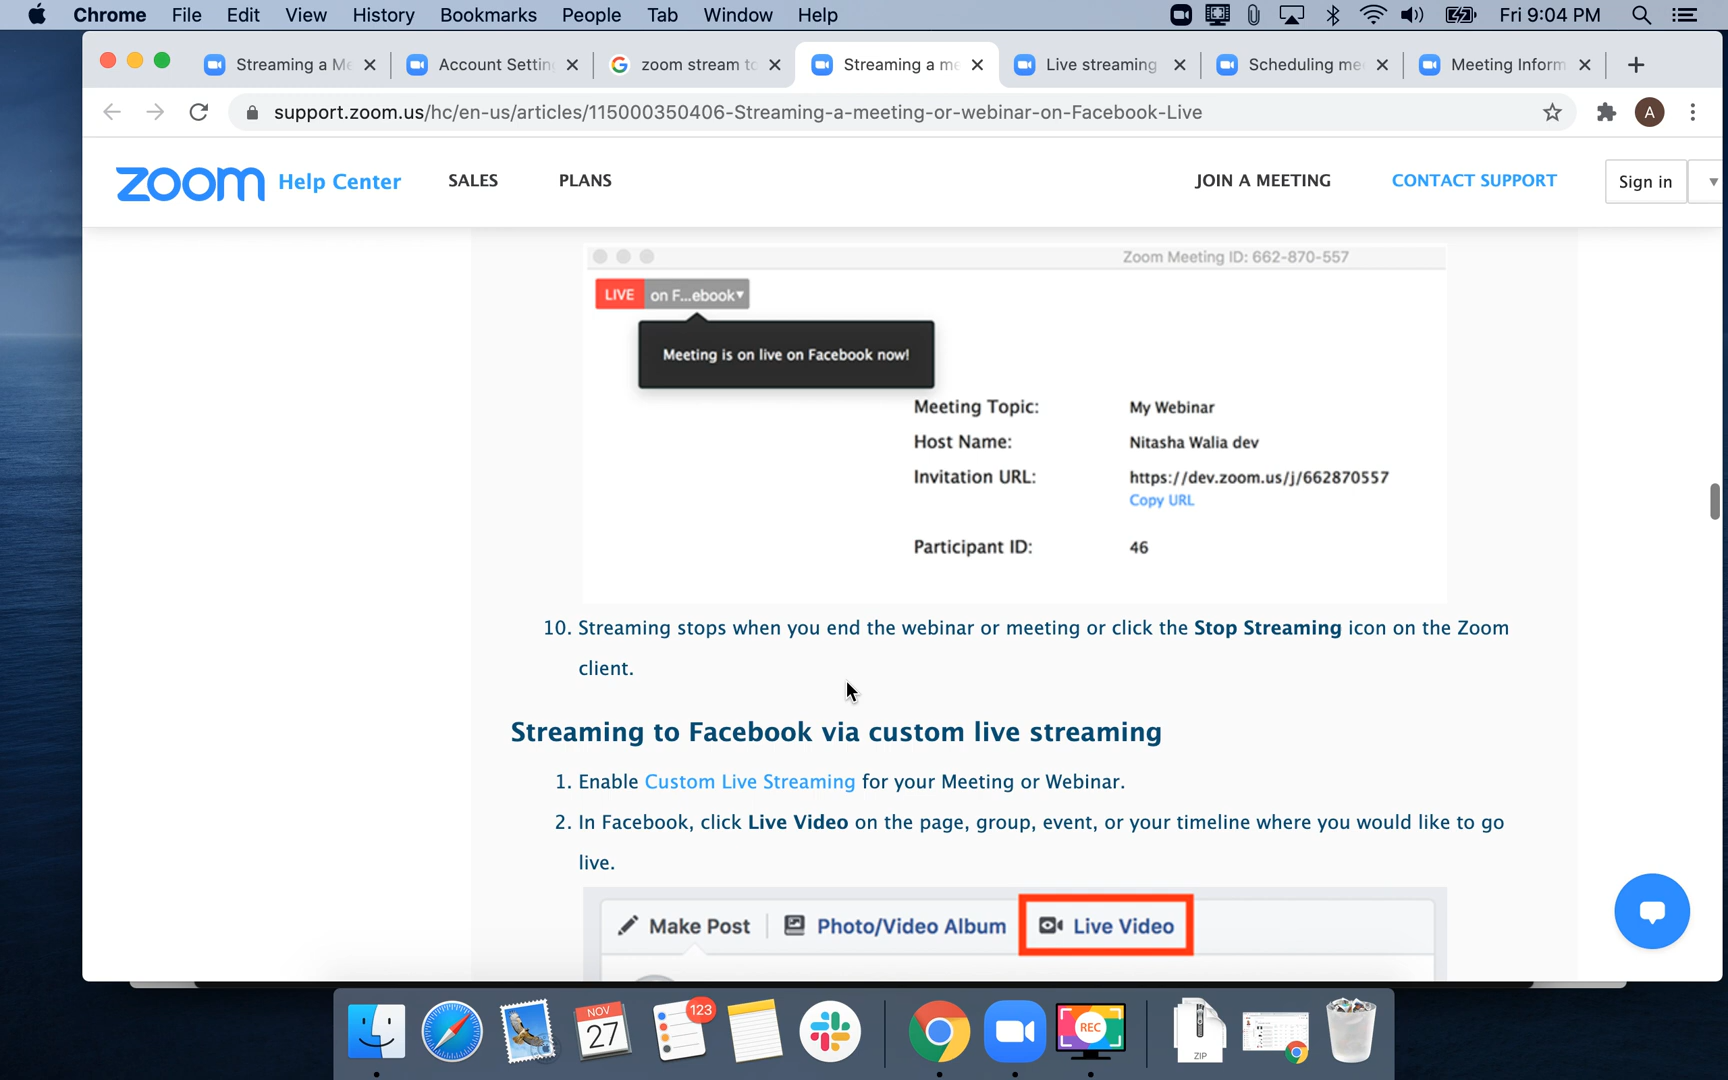 Chrome File Edit View History Bookmarks People Tab Window Help Fri 9:04 PM
Streaming a Me Account Settin zoom stream to Streaming a me Live streaming Scheduling me Meeting Inform
support.zoom.us/hc/en-us/articles/115000350406-Streaming-a-meeting-or-webinar-on-Facebook-Live A
zoom Help Center SALES PLANS JOIN A MEETING CONTACT SUPPORT Sign in
Zoom Meeting ID: 662-870-557
LIVE on F...ebook
Meeting is on live on Facebook now!
Meeting Topic: My Webinar
Host Name: Nitasha Walia dev
Invitation URL: https://dev.zoom.us/j/662870557
Copy URL
Participant ID: 46
10. Streaming stops when you end the webinar or meeting or click the Stop Streaming icon on the Zoom
client.
Streaming to Facebook via custom live streaming
1. Enable Custom Live Streaming for your Meeting or Webinar.
2. In Facebook, click Live Video on the page, group, event, or your timeline where you would like to go
live.
Make Post Photo/Video Album Live Video
NOV
27
123
REC
ZIP